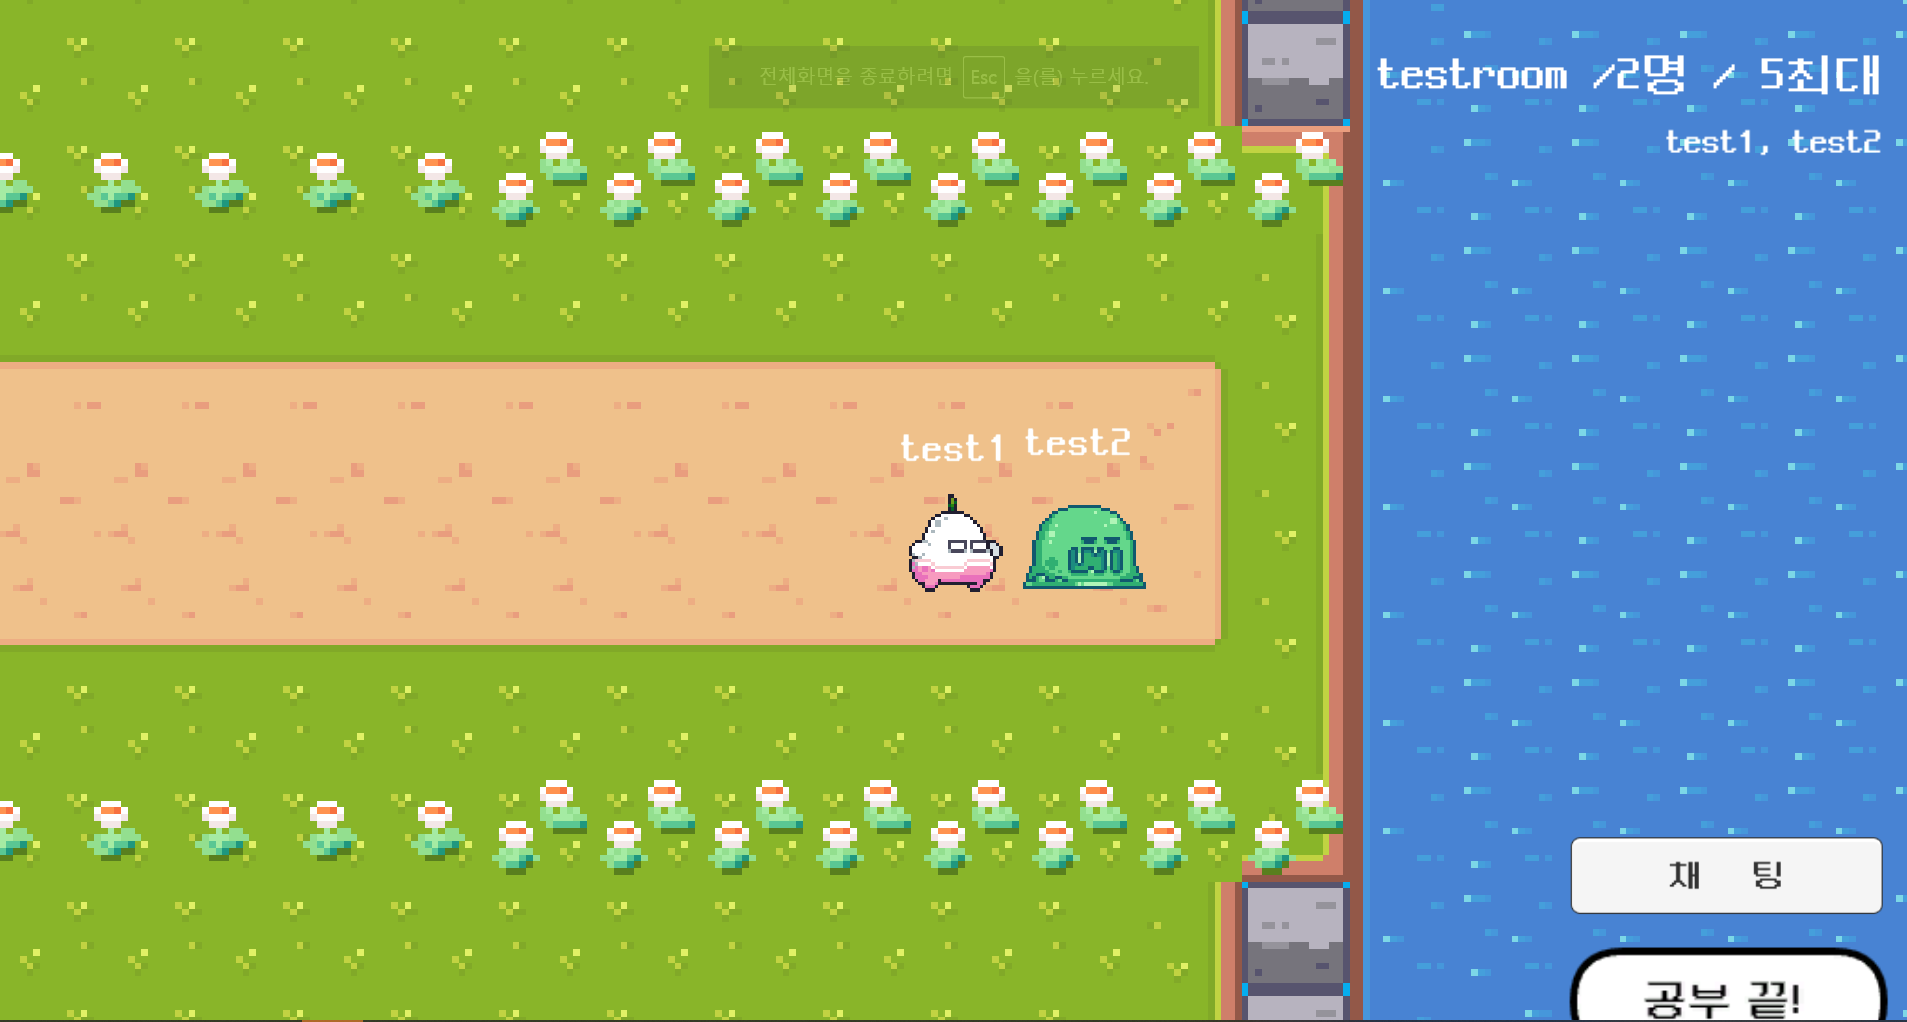 전체화면을 종료하려면 Esc 을(를) 누르세요.
testroom /2명 / 5최대
test1, test2
test1 test2
채 팅
공부 끝!